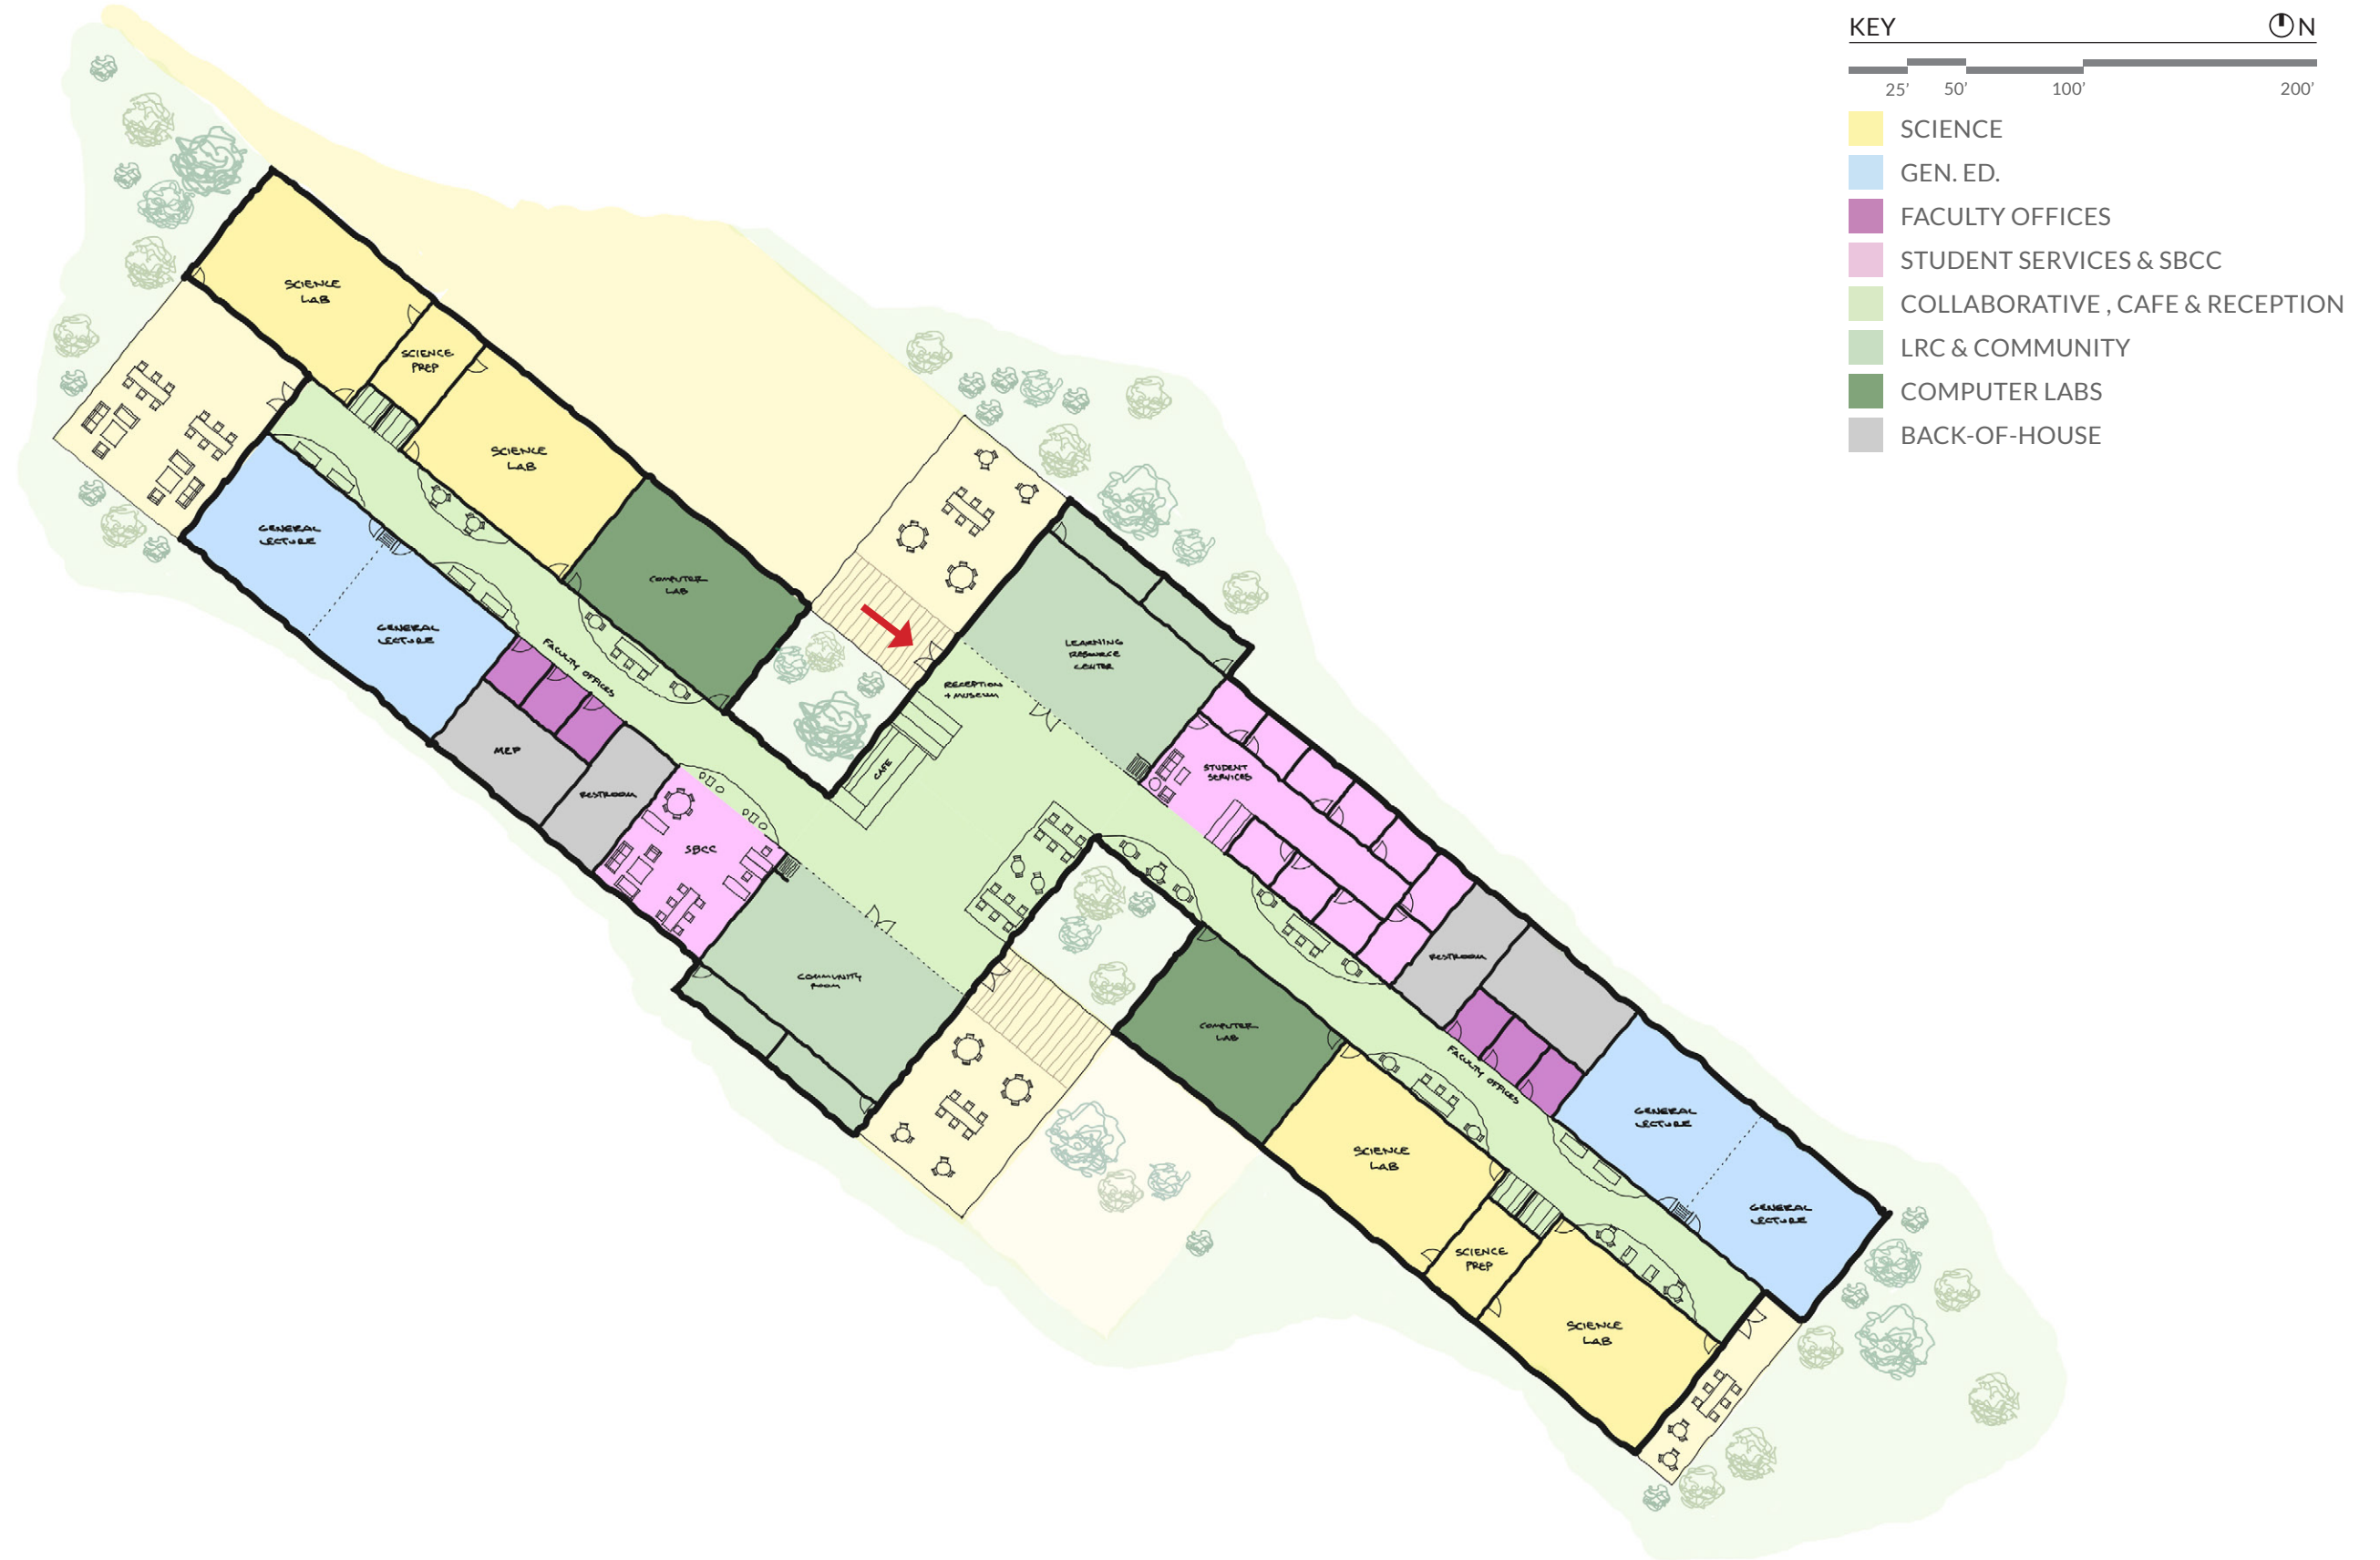 KEY
N
25’
50’
100’
200’
SCIENCE
GEN. ED.
FACULTY OFFICES
STUDENT SERVICES & SBCC
COLLABORATIVE , CAFE & RECEPTION
LRC & COMMUNITY
COMPUTER LABS
BACK-OF-HOUSE
SCIENCE
LAB
SCIENCE
PREP
SCIENCE
LAB
GENERAL
LECTURE
COMPUTER
LAB
GENERAL
LECTURE
FACULTY OFFICES
LEARNING
RESOURCE
CENTER
RECEPTION
+ MUSEUM
MEP
CAFE
STUDENT
SERVICES
RESTROOM
SBCC
COMMUNITY
ROOM
RESTROOM
COMPUTER
LAB
FACULTY OFFICES
GENERAL
LECTURE
SCIENCE
LAB
GENERAL
LECTURE
SCIENCE
PREP
SCIENCE
LAB